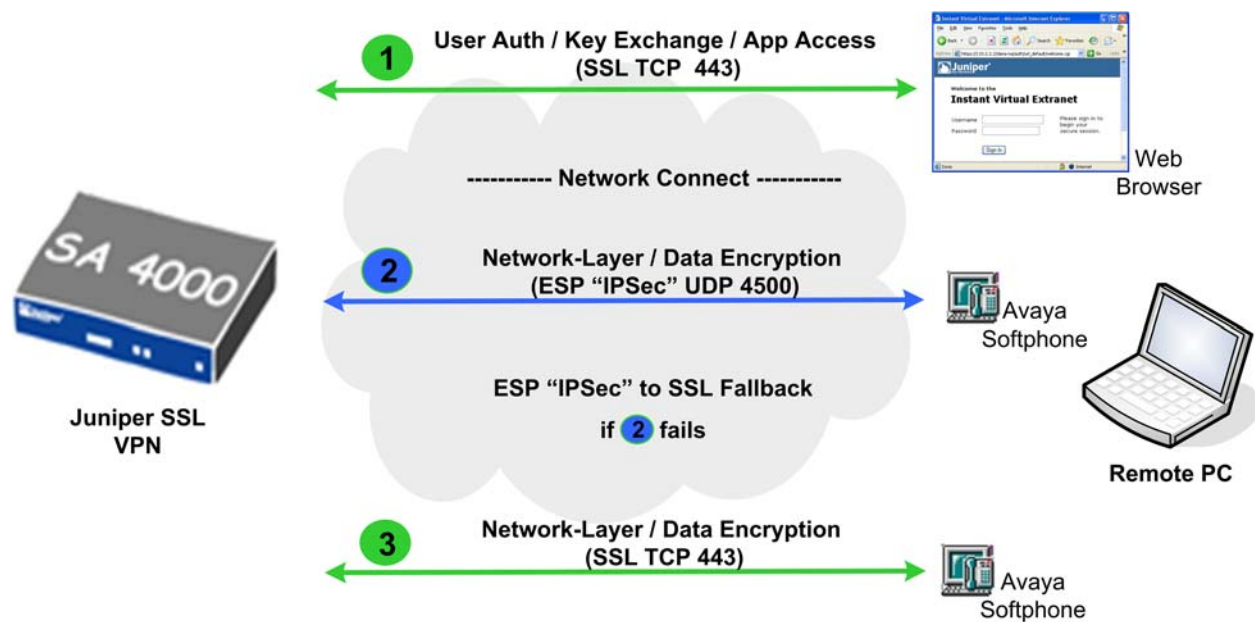 1
User Auth / Key Exchange / App Access
(SSL TCP 443)
Instant Virtual Extranet - Microsoft Internet Explorer
Juniper
Welcome to the
Instant Virtual Extranet
Username
Password
Please sign in to
begin your
secure session.
Sign In
Web
Browser
----------- Network Connect -----------
SA 4000
Juniper SSL
VPN
2
Network-Layer / Data Encryption
(ESP “IPSec” UDP 4500)
Avaya
Softphone
ESP “IPSec” to SSL Fallback
if 2 fails
Remote PC
3
Network-Layer / Data Encryption
(SSL TCP 443)
Avaya
Softphone